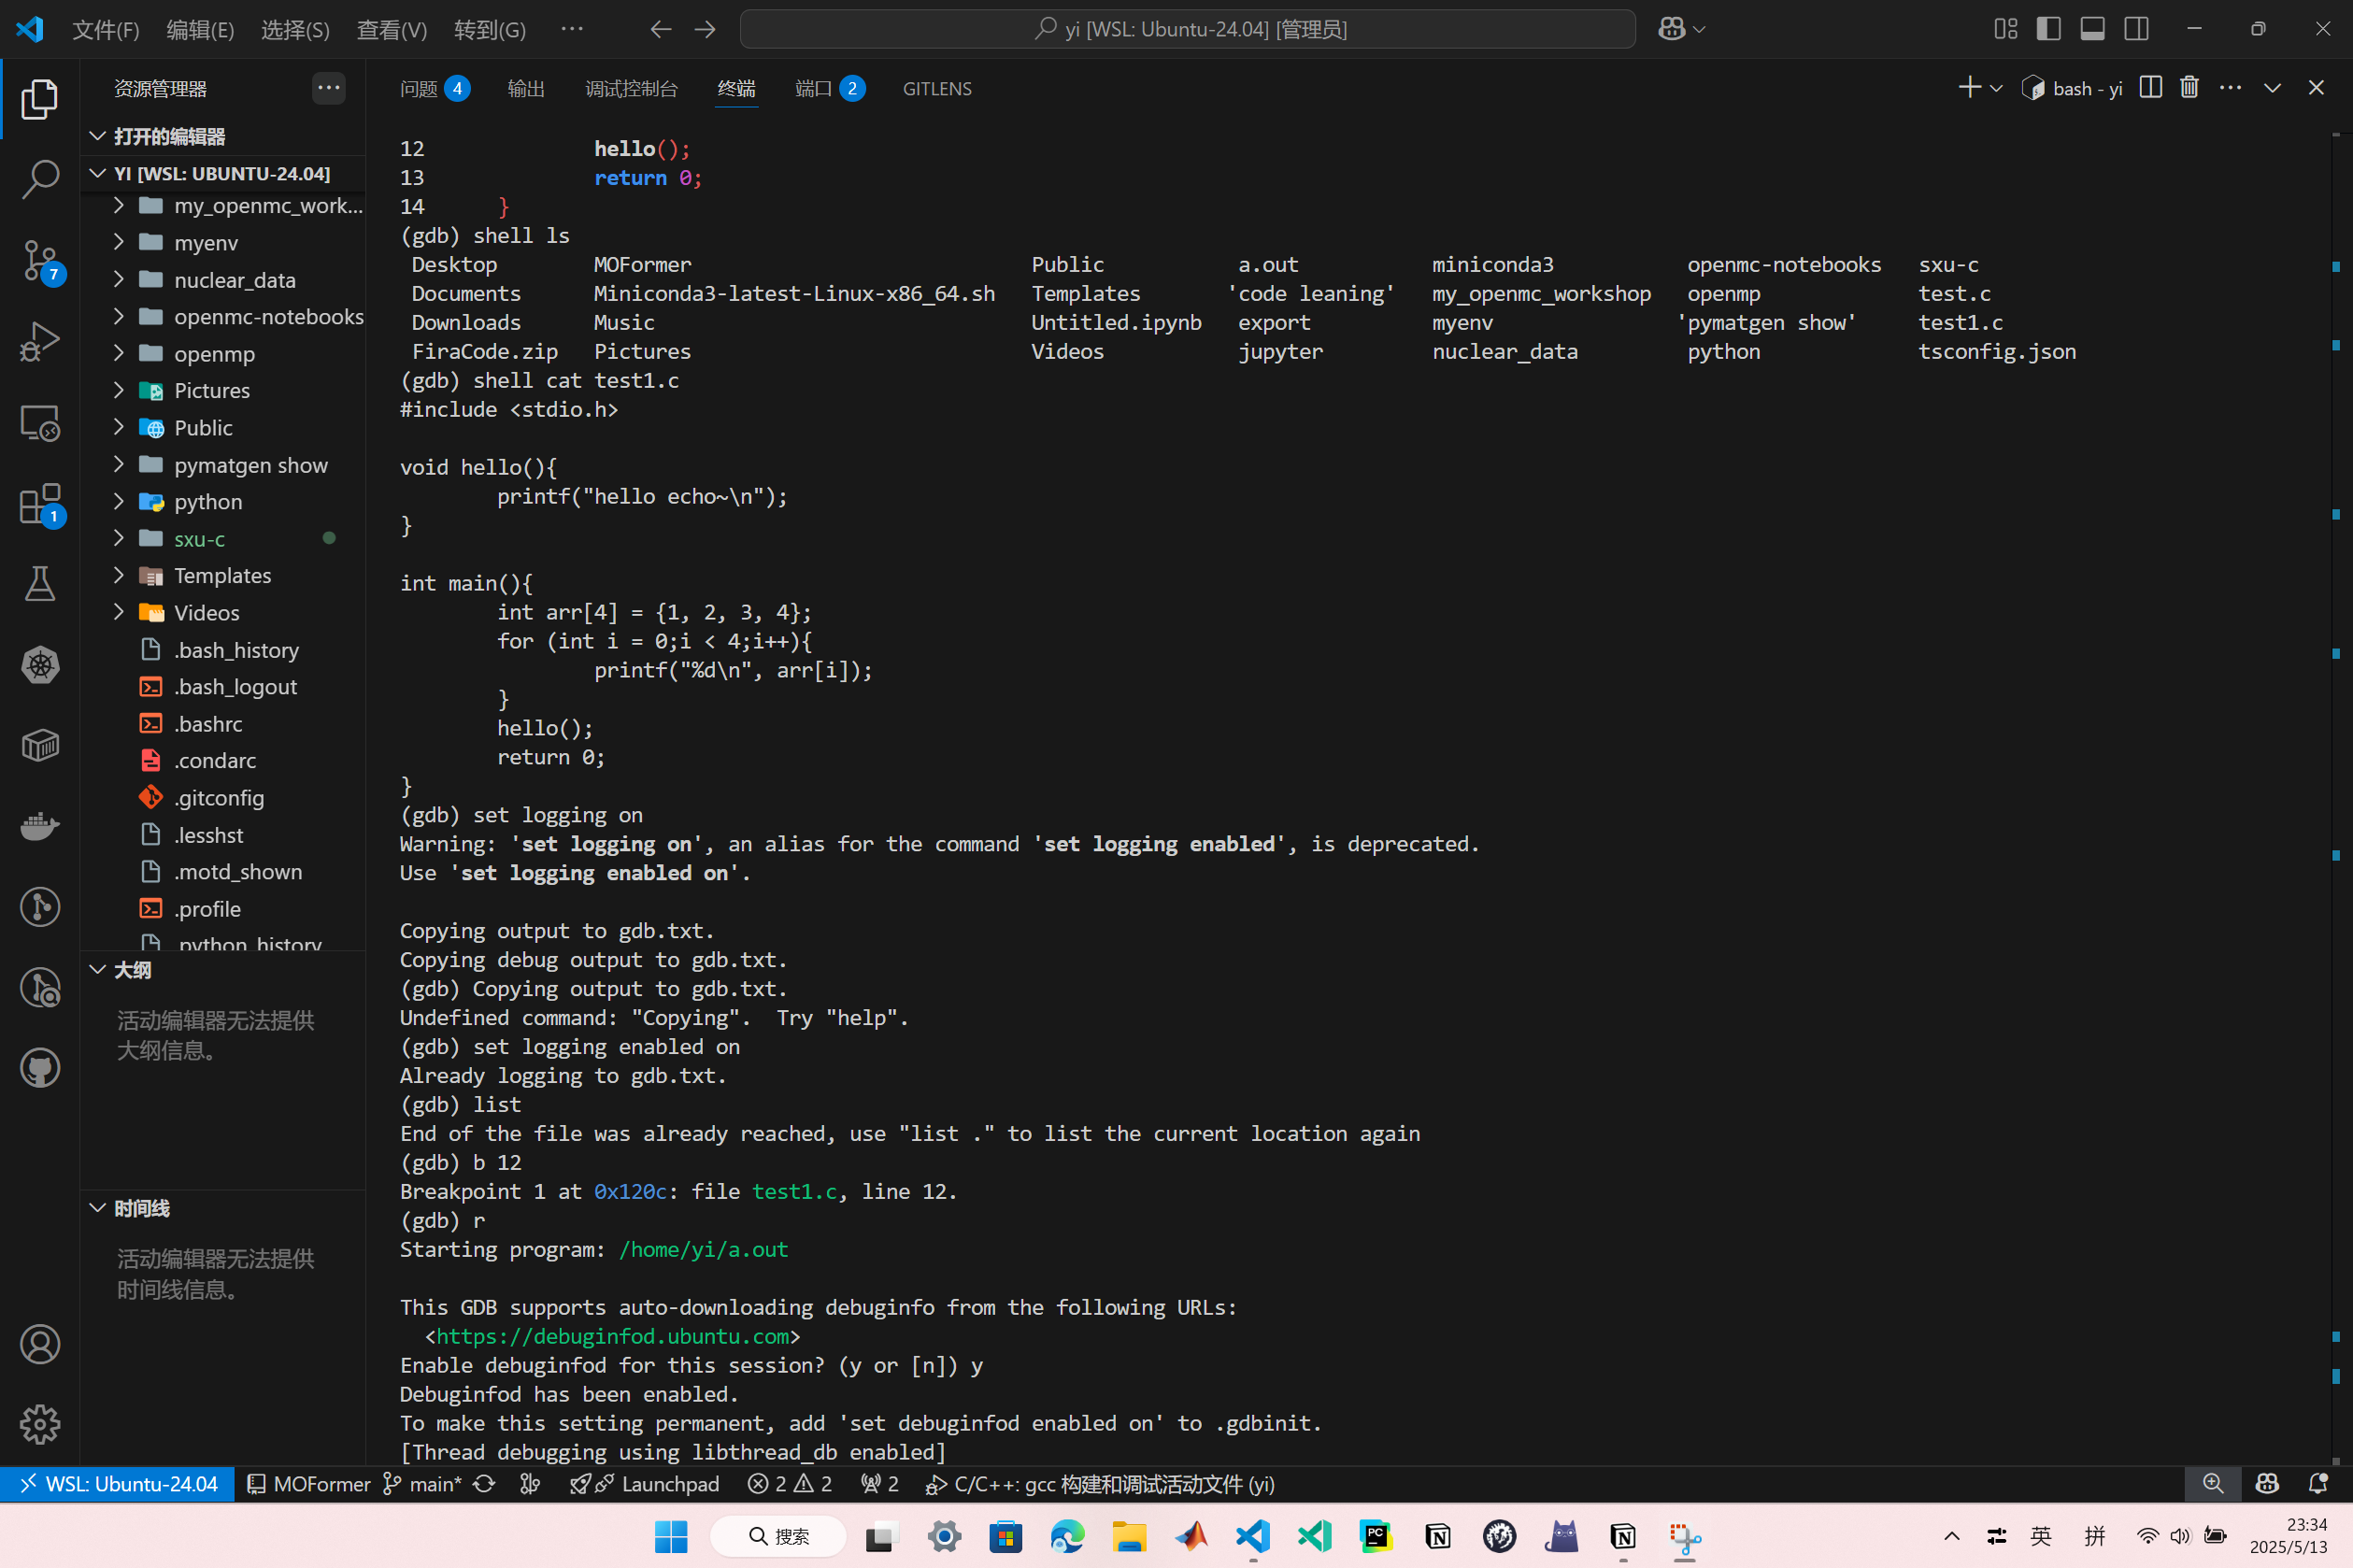 文件(F) 编辑(E) 选择(S) 查看(V) 转到(G) ··· yi [WSL: Ubuntu-24.04] [管理员]
资源管理器
打开的编辑器
YI [WSL: UBUNTU-24.04]
my_openmc_work...
myenv
nuclear_data
openmc-notebooks
openmp
Pictures
Public
pymatgen show
python
sxu-c
Templates
Videos
.bash_history
.bash_logout
.bashrc
.condarc
.gitconfig
.lesshst
.motd_shown
.profile
.python_history
大纲
活动编辑器无法提供
大纲信息。
时间线
活动编辑器无法提供
时间线信息。
7
1
问题 4 输出 调试控制台 终端 端口 2 GITLENS bash - yi
12 hello();
13 return 0;
14 }
(gdb) shell ls
Desktop MOFormer Public a.out miniconda3 openmc-notebooks sxu-c
Documents Miniconda3-latest-Linux-x86_64.sh Templates 'code leaning' my_openmc_workshop openmp test.c
Downloads Music Untitled.ipynb export myenv 'pymatgen show' test1.c
FiraCode.zip Pictures Videos jupyter nuclear_data python tsconfig.json
(gdb) shell cat test1.c
#include <stdio.h>
void hello(){
printf("hello echo~\n");
}
int main(){
int arr[4] = {1, 2, 3, 4};
for (int i = 0;i < 4;i++){
printf("%d\n", arr[i]);
}
hello();
return 0;
}
(gdb) set logging on
Warning: 'set logging on', an alias for the command 'set logging enabled', is deprecated.
Use 'set logging enabled on'.
Copying output to gdb.txt.
Copying debug output to gdb.txt.
(gdb) Copying output to gdb.txt.
Undefined command: "Copying".  Try "help".
(gdb) set logging enabled on
Already logging to gdb.txt.
(gdb) list
End of the file was already reached, use "list ." to list the current location again
(gdb) b 12
Breakpoint 1 at 0x120c: file test1.c, line 12.
(gdb) r
Starting program: /home/yi/a.out
This GDB supports auto-downloading debuginfo from the following URLs:
<https://debuginfod.ubuntu.com>
Enable debuginfod for this session? (y or [n]) y
Debuginfod has been enabled.
To make this setting permanent, add 'set debuginfod enabled on' to .gdbinit.
[Thread debugging using libthread_db enabled]
WSL: Ubuntu-24.04 MOFormer main* Launchpad 2 2 2 C/C++: gcc 构建和调试活动文件 (yi)
搜索 PC 英 拼 23:34
2025/5/13